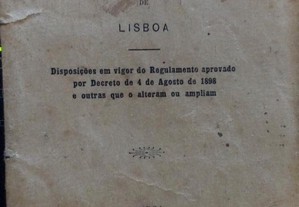 DE
LISBOA
Disposições em vigor do Regulamento aprovado
por Decreto de 4 de Agosto de 1898
e outras que o alteram ou ampliam